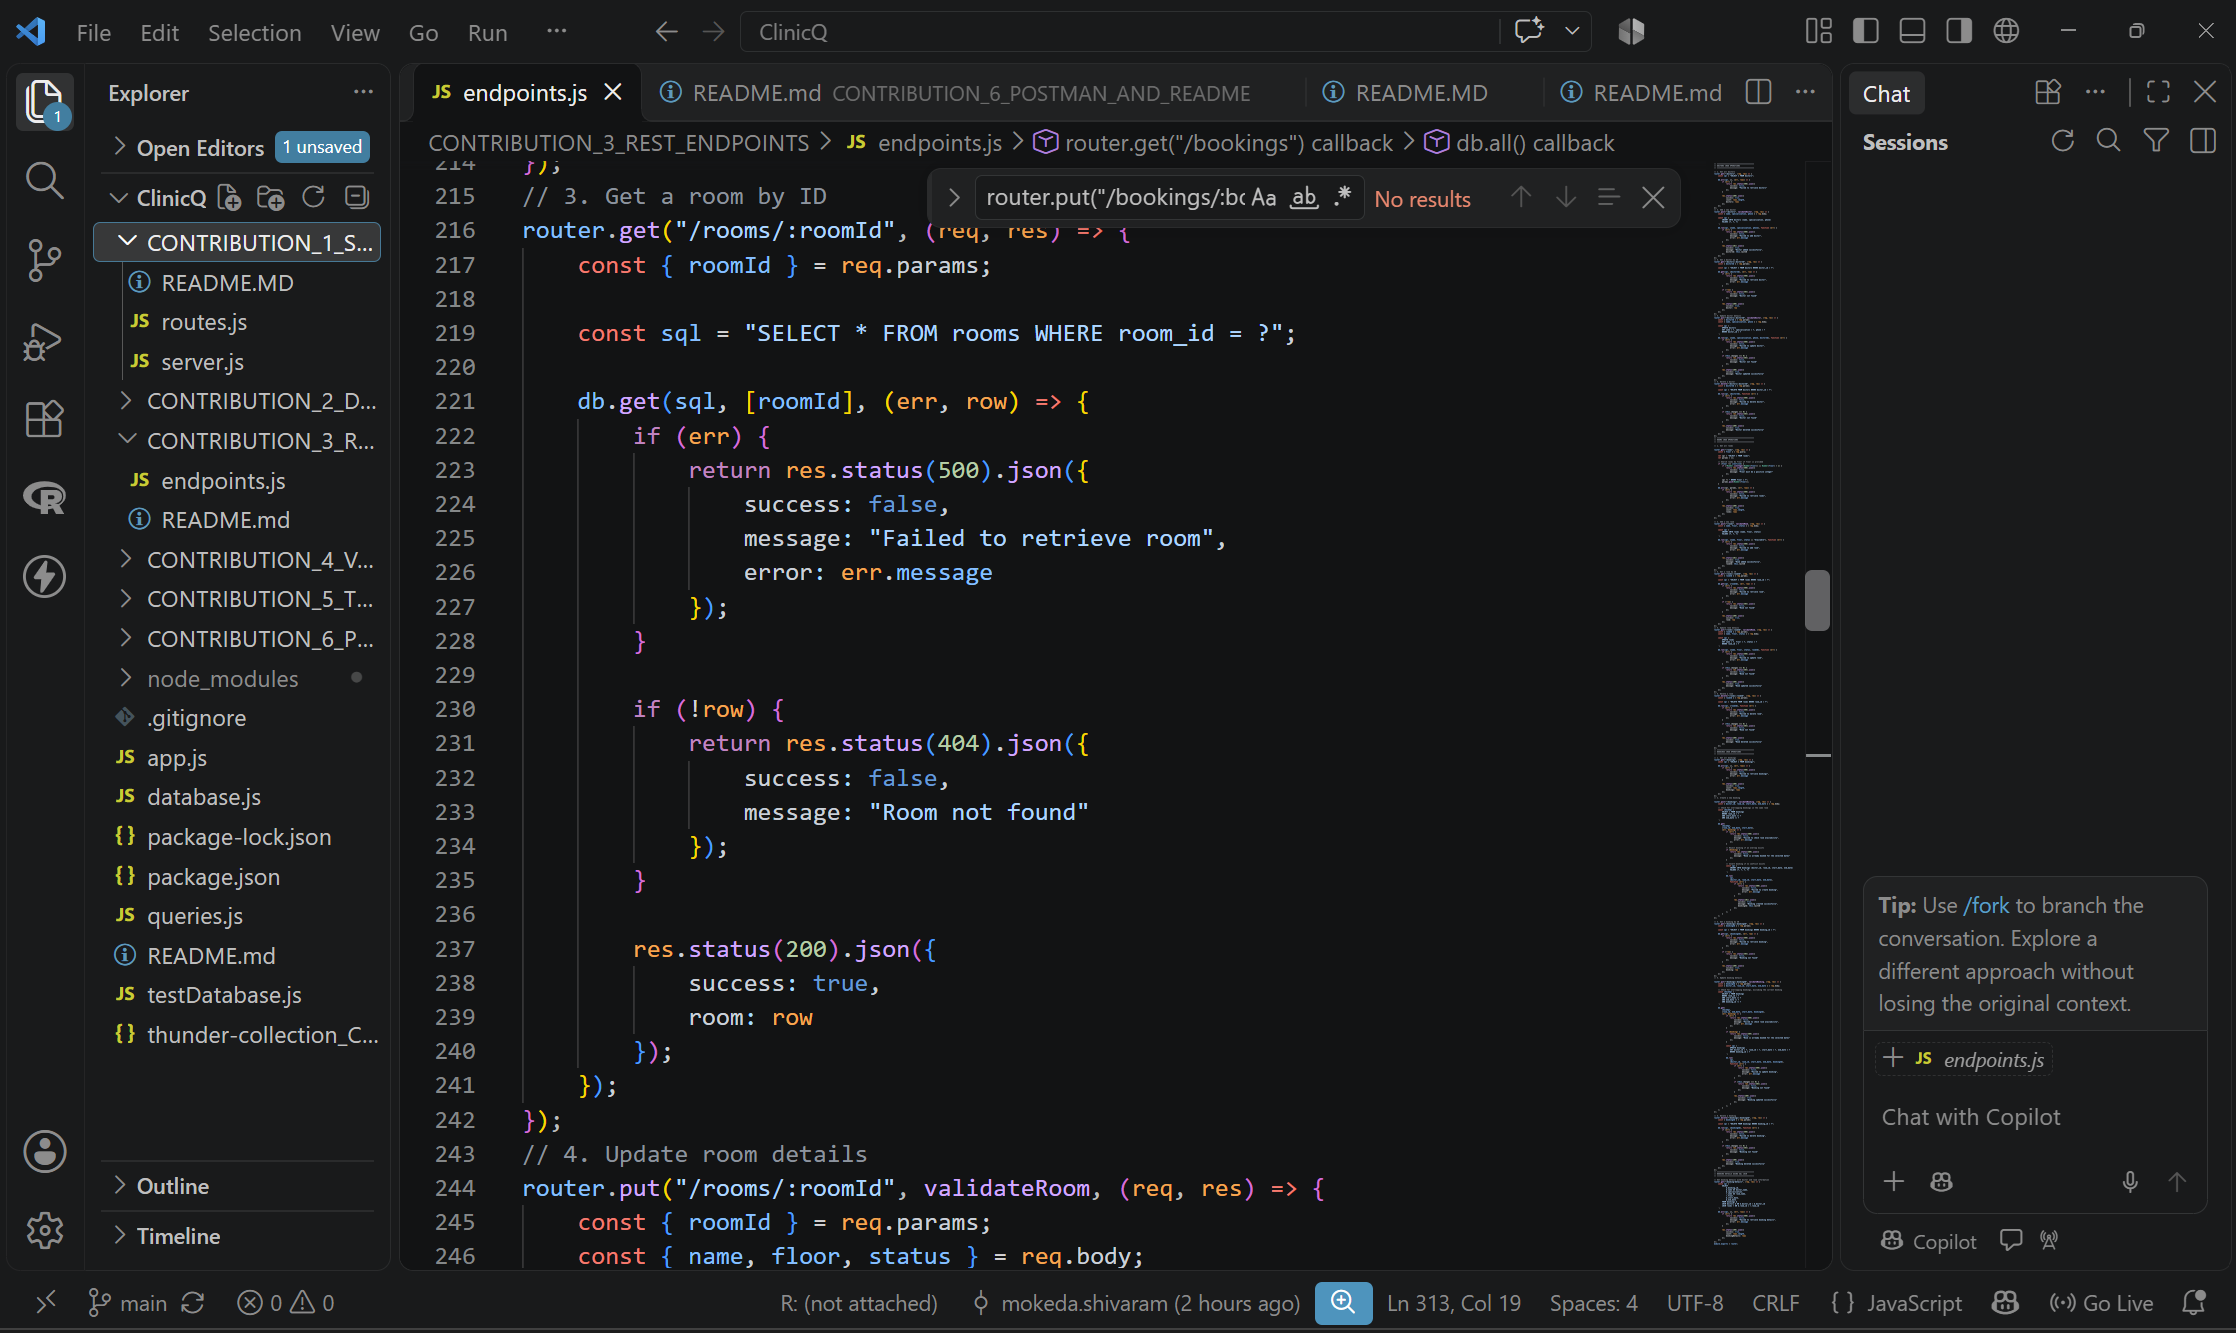 File Edit Selection View Go Run ··· ClinicQ
Explorer ···
Open Editors 1 unsaved
ClinicQ
CONTRIBUTION_1_S...
README.MD
JS routes.js
JS server.js
CONTRIBUTION_2_D...
CONTRIBUTION_3_R...
JS endpoints.js
README.md
CONTRIBUTION_4_V...
CONTRIBUTION_5_T...
CONTRIBUTION_6_P...
node_modules
.gitignore
JS app.js
JS database.js
{} package-lock.json
{} package.json
JS queries.js
README.md
JS testDatabase.js
{} thunder-collection_C...
Outline
Timeline
1
JS endpoints.js README.md CONTRIBUTION_6_POSTMAN_AND_README README.MD README.md ···
CONTRIBUTION_3_REST_ENDPOINTS > JS endpoints.js > router.get("/bookings") callback > db.all() callback
router.put("/bookings/:bc Aa ab .* No results
214 });
215 // 3. Get a room by ID
216 router.get("/rooms/:roomId", (req, res) => {
217 const { roomId } = req.params;
218
219 const sql = "SELECT * FROM rooms WHERE room_id = ?";
220
221 db.get(sql, [roomId], (err, row) => {
222 if (err) {
223 return res.status(500).json({
224 success: false,
225 message: "Failed to retrieve room",
226 error: err.message
227 });
228 }
229
230 if (!row) {
231 return res.status(404).json({
232 success: false,
233 message: "Room not found"
234 });
235 }
236
237 res.status(200).json({
238 success: true,
239 room: row
240 });
241 });
242 });
243 // 4. Update room details
244 router.put("/rooms/:roomId", validateRoom, (req, res) => {
245 const { roomId } = req.params;
246 const { name, floor, status } = req.body;
Chat ···
Sessions
Tip: Use /fork to branch the
conversation. Explore a
different approach without
losing the original context.
JS endpoints.js
Chat with Copilot
Copilot
main 0 0 R: (not attached) mokeda.shivaram (2 hours ago) Ln 313, Col 19 Spaces: 4 UTF-8 CRLF {} JavaScript Go Live